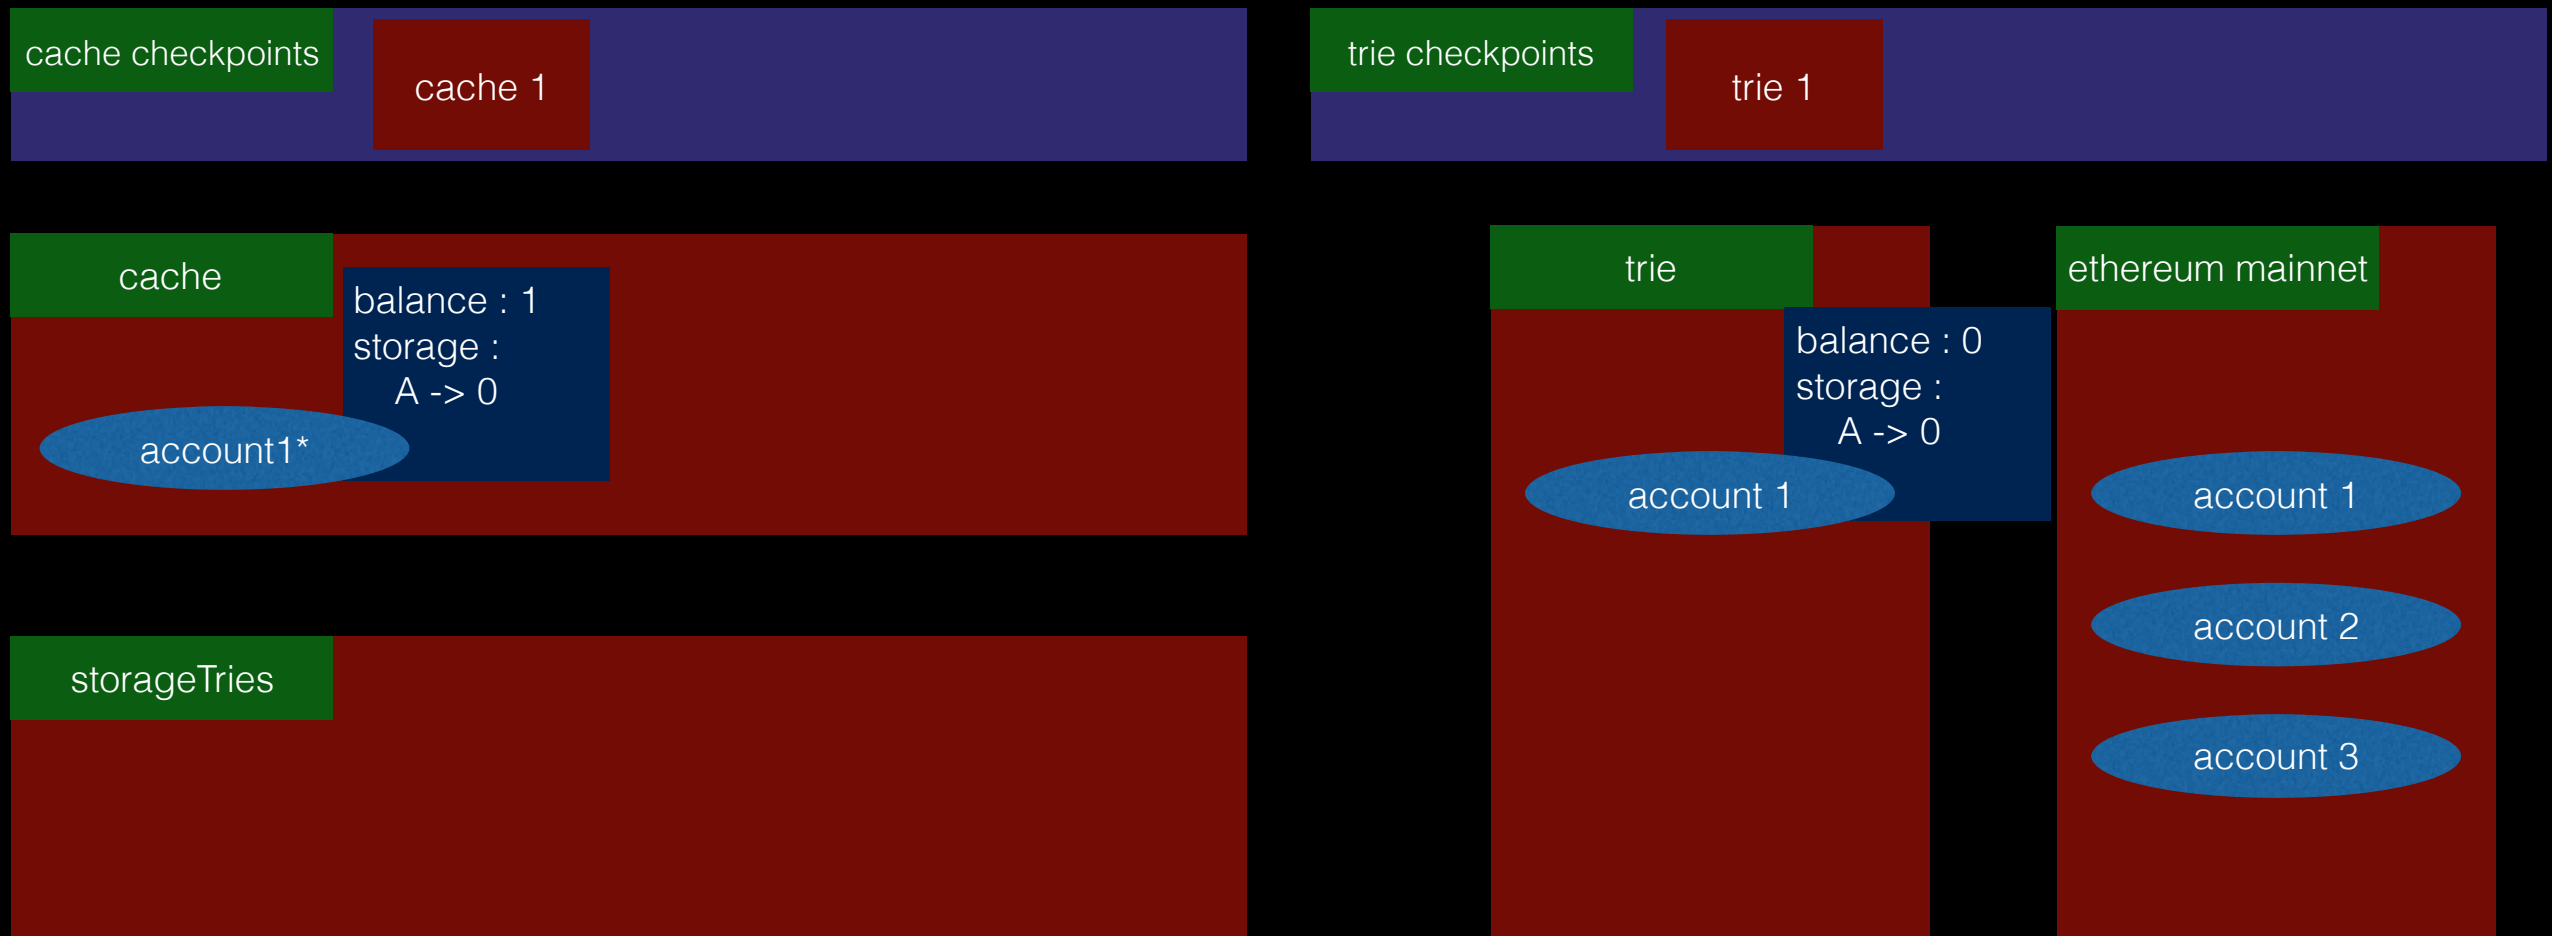 cache checkpoints
cache 1
trie checkpoints
trie 1
cache
balance : 1
storage :
A -> 0
account1*
trie
balance : 0
storage :
A -> 0
account 1
ethereum mainnet
account 1
account 2
account 3
storageTries